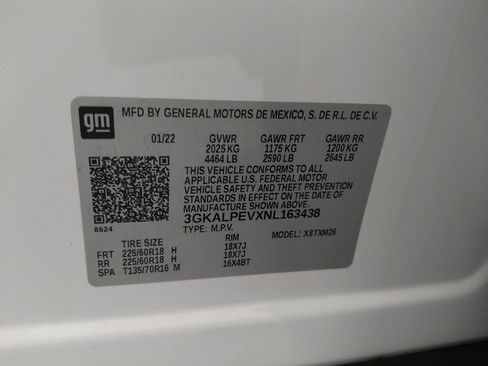 gm MFD BY GENERAL MOTORS DE MEXICO, S. DE R.L. DE C.V.
01/22 GVWR GAWR FRT GAWR RR
2025 KG 1175 KG 1200 KG
4464 LB 2590 LB 2645 LB
THIS VEHICLE CONFORMS TO ALL
APPLICABLE U.S. FEDERAL MOTOR
VEHICLE SAFETY AND THEFT PREVENTION
STANDARDS IN EFFECT ON THE DATE OF
MANUFACTURE SHOWN ABOVE.
8624 3GKALPEVXNL163438
TYPE: M.P.V. MODEL: X8TXM26
TIRE SIZE RIM
FRT 225/60R18 H 18X7J
RR 225/60R18 H 18X7J
SPA T135/70R16 M 16X4BT